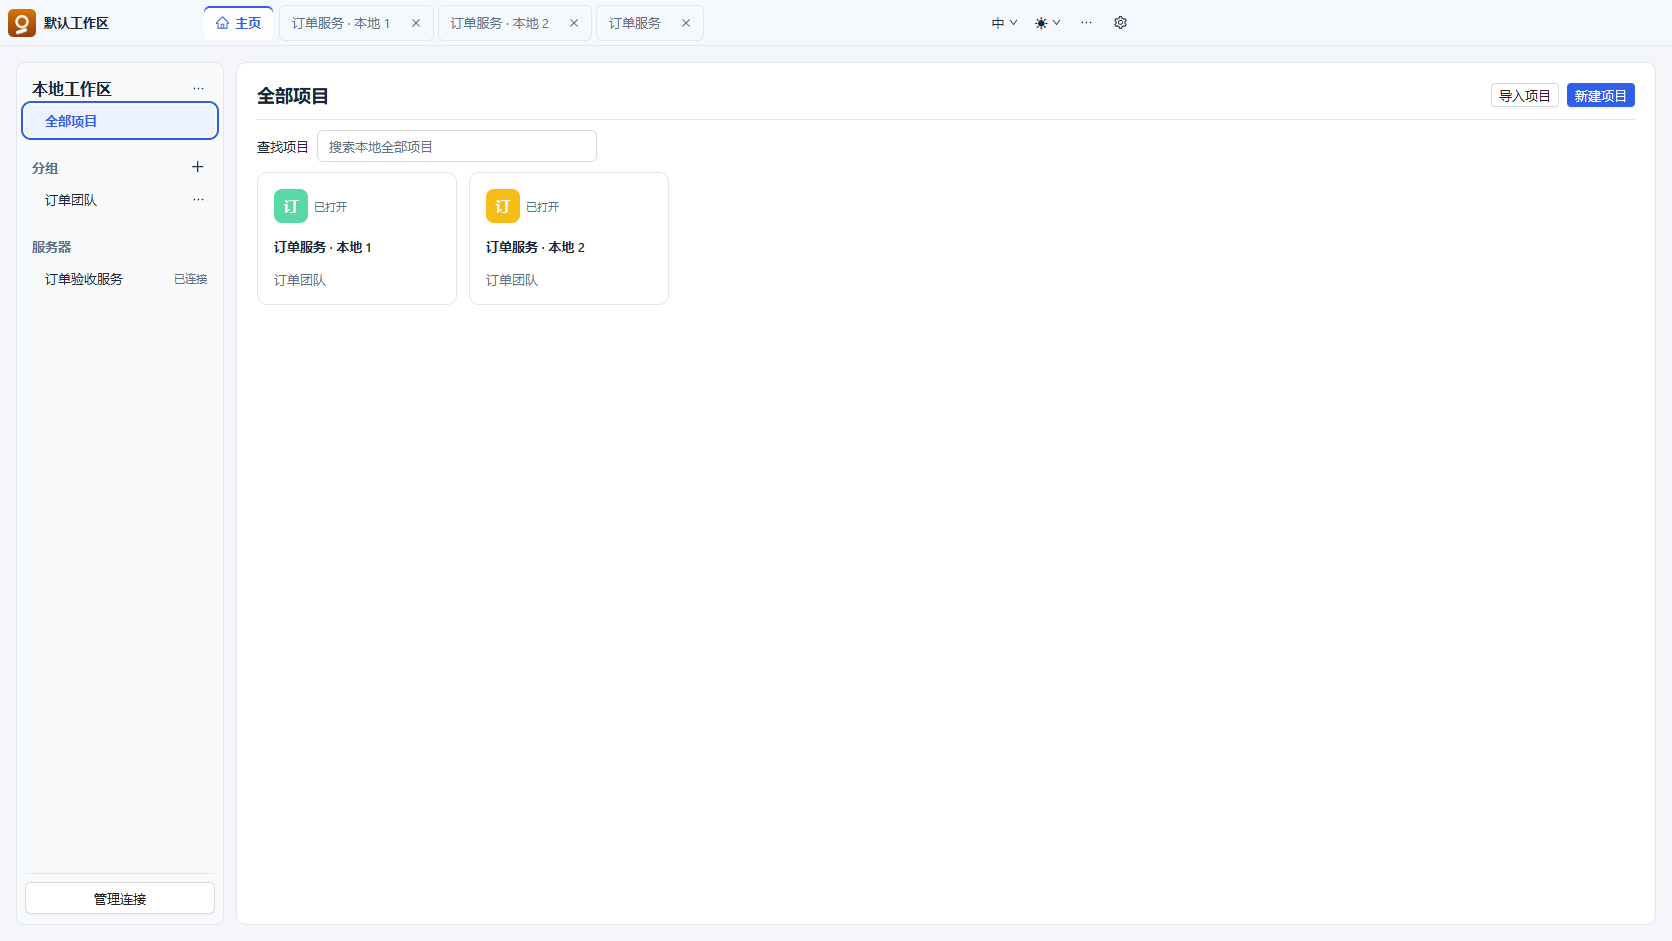 默认工作区
主页
订单服务 · 本地 1
订单服务 · 本地 2
订单服务
中
本地工作区
全部项目
分组
订单团队
服务器
订单验收服务 已连接
管理连接
全部项目
导入项目
新建项目
查找项目 搜索本地全部项目
订 已打开
订单服务 · 本地 1
订单团队
订 已打开
订单服务 · 本地 2
订单团队